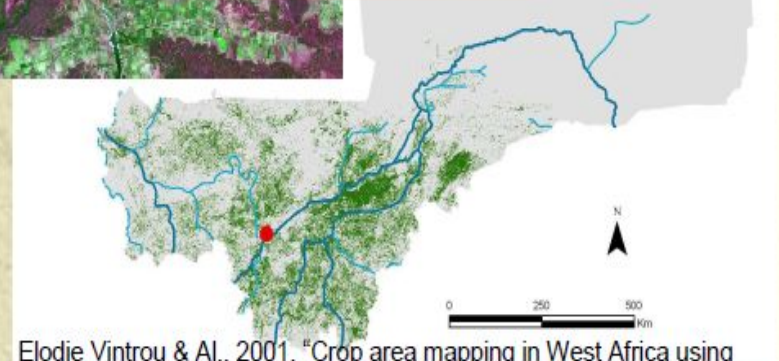 N
0 250 500
Km
Elodie Vintrou & Al., 2001. “Crop area mapping in West Africa using